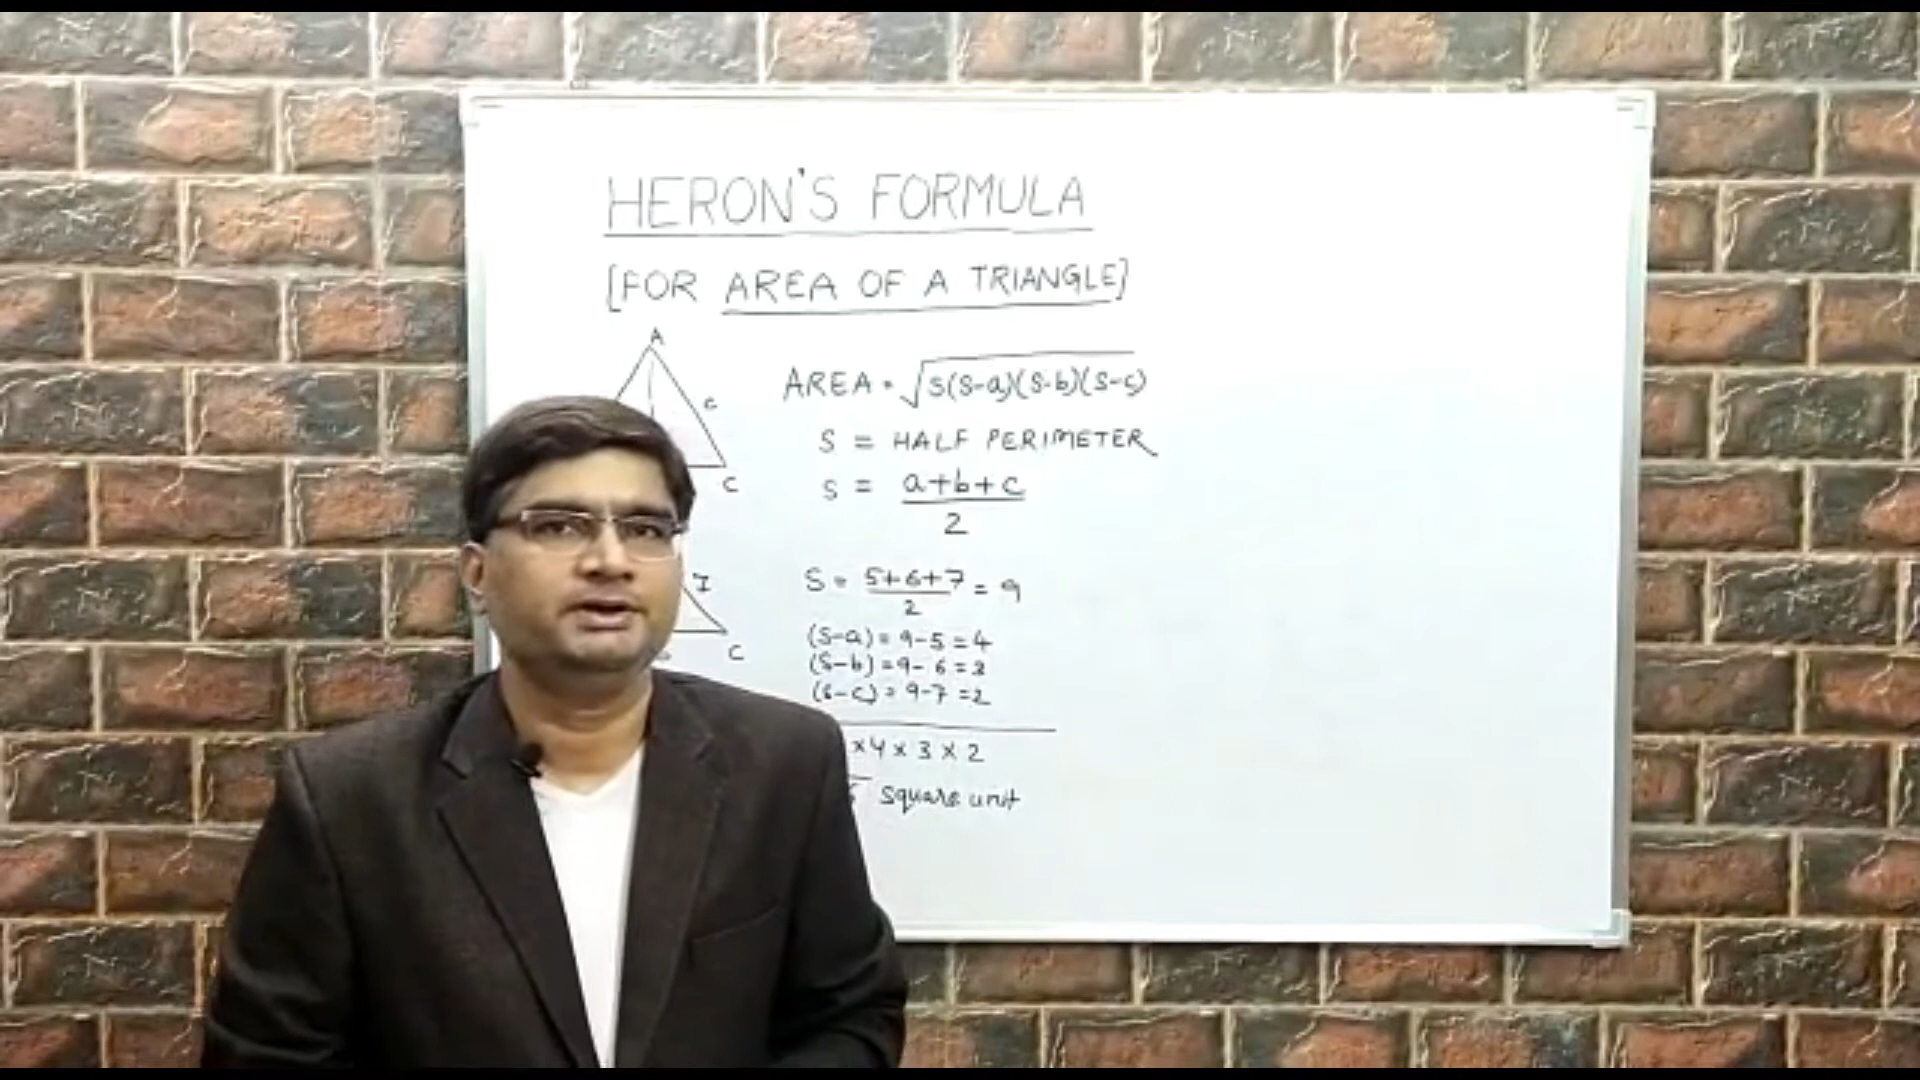 HERON'S FORMULA
[FOR AREA OF A TRIANGLE]
A
AREA = √s(s-a)(s-b)(s-c)
c
S = HALF PERIMETER
C
s = a+b+c
2
S = 5+6+7 = 9
2
(s-a) = 9-5 = 4
C
(s-b) = 9-6 = 3
(s-c) = 9-7 = 2
x4 x 3 x 2
square unit